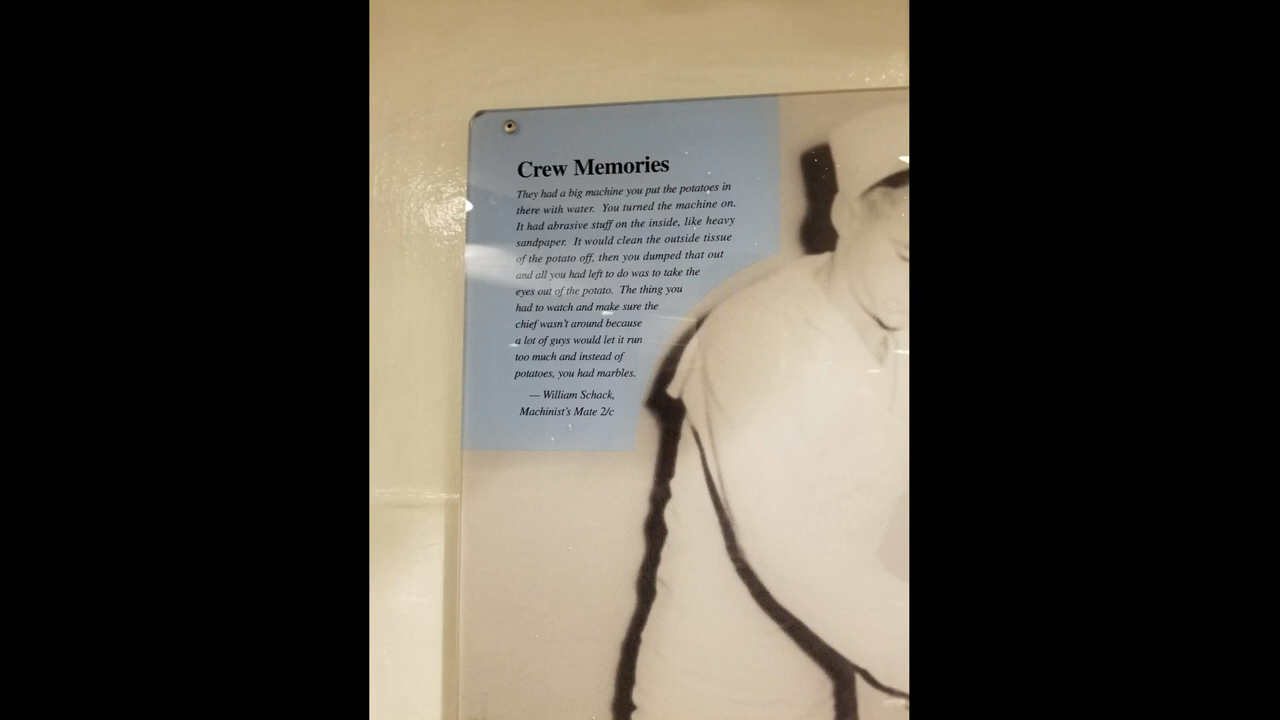 Crew Memories
They had a big machine you put the potatoes in
there with water. You turned the machine on.
It had abrasive stuff on the inside, like heavy
sandpaper. It would clean the outside tissue
of the potato off, then you dumped that out
and all you had left to do was to take the
eyes out of the potato. The thing you
had to watch and make sure the
chief wasn't around because
a lot of guys would let it run
too much and instead of
potatoes, you had marbles.
— William Schack,
Machinist's Mate 2/c